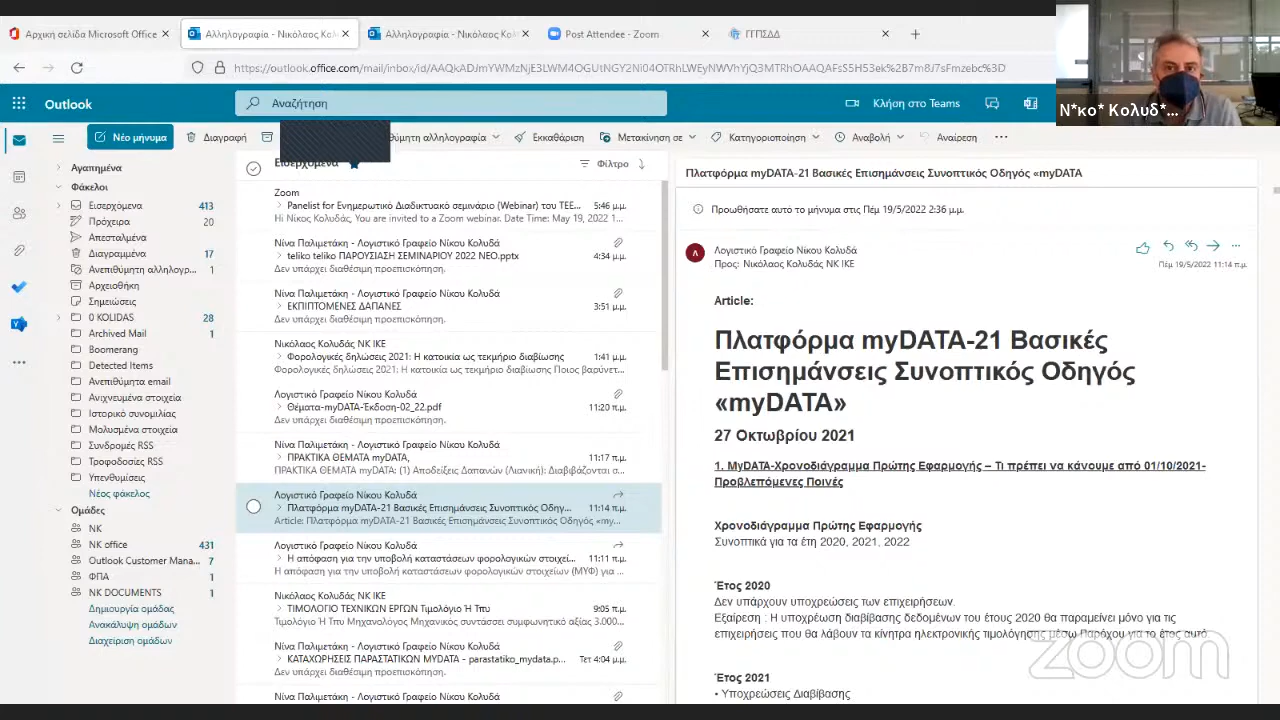 Αρχική σελίδα Microsoft Office
Αλληλογραφία - Νικόλαος Κολ
Αλληλογραφία - Νικόλαος Κολ
Post Attendee - Zoom
ΓΓΠΣΔΔ
https://outlook.office.com/mail/inbox/id/
Ν*κο* Κολυδ*...
Outlook
Αναζήτηση
Κλήση στο Teams
Νέο μήνυμα
Διαγραφή
θύμητη αλληλογραφία
Εκκαθάριση
Μετακίνηση σε
Κατηγοριοποίηση
Αναβολή
Αναίρεση
Αγαπημένα
Φάκελοι
Εισερχόμενα 413
Πρόχειρα 20
Απεσταλμένα
Διαγραμμένα 17
Ανεπιθύμητη αλληλογρ... 1
Αρχειοθήκη
Σημειώσεις
0 KOLIDAS 28
Archived Mail 1
Boomerang
Detected Items
Ανεπιθύμητα email
Ανιχνευμένα στοιχεία
Ιστορικό συνομιλίας
Μολυσμένα στοιχεία
Συνδρομές RSS
Τροφοδοσίες RSS
Υπενθυμίσεις
Νέος φάκελος
Ομάδες
NK
NK office 431
Outlook Customer Mana... 7
ΦΠΑ 1
NK DOCUMENTS 1
Δημιουργία ομάδας
Ανακάλυψη ομάδων
Διαχείριση ομάδων
Εισερχόμενα
Φίλτρο
Zoom
Panelist for Ενημερωτικό Διαδικτυακό σεμινάριο (Webinar) του ΤΕΕ... 5:46 μ.μ.
Hi Νίκος Κολυδάς, You are invited to a Zoom webinar. Date Time: May 19, 2022 1...
Νίνα Παλιμετάκη - Λογιστικό Γραφείο Κολυδά
teliko teliko ΠΑΡΟΥΣΙΑΣΗ ΣΕΜΙΝΑΡΙΟΥ 2022 ΝΕΟ.pptx 4:34 μ.μ.
Δεν υπάρχει διαθέσιμη προεπισκόπηση.
Νίνα Παλιμετάκη - Λογιστικό Γραφείο Κολυδά
ΕΚΠΙΠΤΟΜΕΝΕΣ ΔΑΠΑΝΕΣ 3:51 μ.μ.
Δεν υπάρχει διαθέσιμη προεπισκόπηση.
Νικόλαος Κολυδάς ΝΚ ΙΚΕ
Φορολογικές δηλώσεις 2021: Η κατοικία ως τεκμήριο διαβίωσης 1:41 μ.μ.
Φορολογικές δηλώσεις 2021: Η κατοικία ως τεκμήριο διαβίωσης Ποιος βαρύνετ...
Λογιστικό Γραφείο Νίκου Κολυδά
Θέματα-myDATA-Έκδοση-02_22.pdf 11:20 π.μ.
Δεν υπάρχει διαθέσιμη προεπισκόπηση.
Νίνα Παλιμετάκη - Λογιστικό Γραφείο Κολυδά
ΠΡΑΚΤΙΚΑ ΘΕΜΑΤΑ myDATA, 11:17 π.μ.
ΠΡΑΚΤΙΚΑ ΘΕΜΑΤΑ myDATA: (1) Αποδείξεις Δαπανών (Λιανική): Διαβιβάζονται σ...
Λογιστικό Γραφείο Νίκου Κολυδά
Πλατφόρμα myDATA-21 Βασικές Επισημάνσεις Συνοπτικός Οδηγ... 11:14 π.μ.
Article: Πλατφόρμα myDATA-21 Βασικές Επισημάνσεις Συνοπτικός Οδηγός «my...
Λογιστικό Γραφείο Νίκου Κολυδά
Η απόφαση για την υποβολή καταστάσεων φορολογικών στοιχεί... 11:11 π.μ.
Η απόφαση για την υποβολή καταστάσεων φορολογικών στοιχείων (ΜΥΦ) για ...
Νικόλαος Κολυδάς ΝΚ ΙΚΕ
ΤΙΜΟΛΟΓΙΟ ΤΕΧΝΙΚΩΝ ΕΡΓΩΝ Τιμολόγιο Ή Τπυ 9:05 π.μ.
Τιμολόγιο Ή Τπυ Μηχανολογος Μηχανικός συντάσσει συμφωνητικό αξίας 3.000...
Νίνα Παλιμετάκη - Λογιστικό Γραφείο Κολυδά
ΚΑΤΑΧΩΡΗΣΕΙΣ ΠΑΡΑΣΤΑΤΙΚΩΝ MYDATA - parastatiko_mydata.p... Τετ 4:04 μ.μ.
Δεν υπάρχει διαθέσιμη προεπισκόπηση.
Νίνα Παλιμετάκη - Λογιστικό Γραφείο Κολυδά
Πλατφόρμα myDATA-21 Βασικές Επισημάνσεις Συνοπτικός Οδηγός «myDATA
Προωθήσατε αυτό το μήνυμα στις Πέμ 19/5/2022 2:36 μ.μ.
Λ
Λογιστικό Γραφείο Νίκου Κολυδά
Προς: Νικόλαος Κολυδάς ΝΚ ΙΚΕ
Πέμ 19/5/2022 11:14 π.μ.
Article:
Πλατφόρμα myDATA-21 Βασικές
Επισημάνσεις Συνοπτικός Οδηγός
«myDATA»
27 Οκτωβρίου 2021
1. MyDATA-Χρονοδιάγραμμα Πρώτης Εφαρμογής – Τι πρέπει να κάνουμε από 01/10/2021-
Προβλεπόμενες Ποινές
Χρονοδιάγραμμα Πρώτης Εφαρμογής
Συνοπτικά για τα έτη 2020, 2021, 2022
Έτος 2020
Δεν υπάρχουν υποχρεώσεις των επιχειρήσεων.
Εξαίρεση : Η υποχρέωση διαβίβασης δεδομένων του έτους 2020 θα παραμείνει μόνο για τις
επιχειρήσεις που θα λάβουν τα κίνητρα ηλεκτρονικής τιμολόγησης μέσω Παρόχου για το έτος αυτό
zoom
Έτος 2021
• Υποχρεώσεις Διαβίβασης